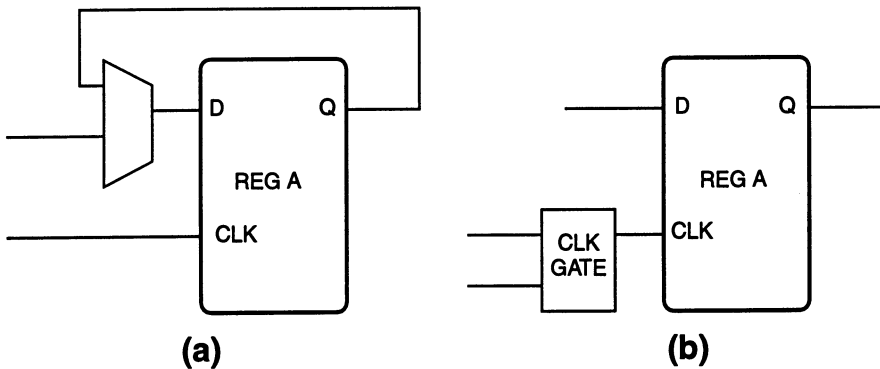 D Q
REG A
CLK
(a)
D Q
REG A
CLK
CLK
GATE
(b)